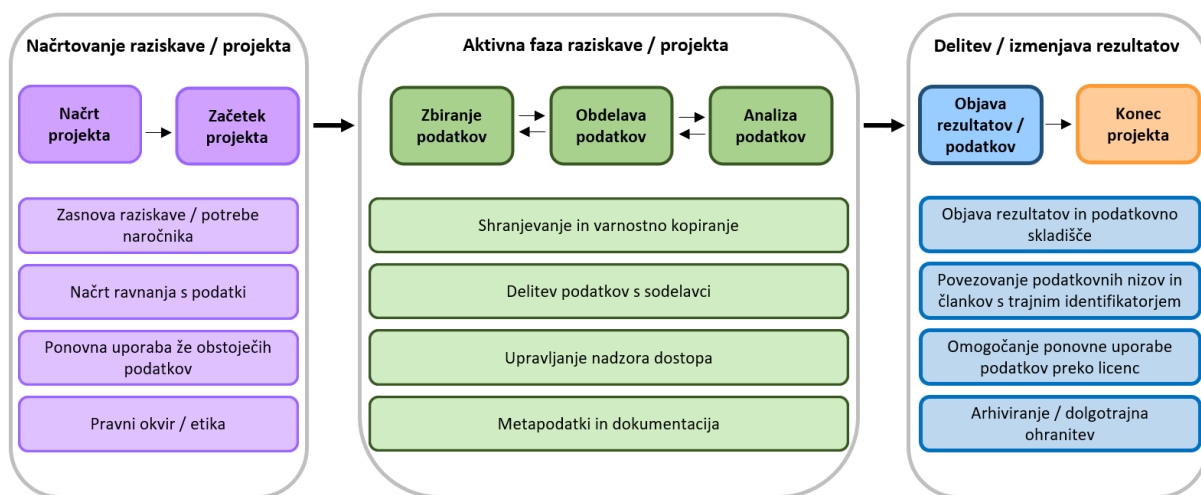 Načrtovanje raziskave / projekta
Načrt
projekta
Začetek
projekta
Zasnova raziskave / potrebe
naročnika
Načrt ravnanja s podatki
Ponovna uporaba že obstoječih
podatkov
Pravni okvir / etika
Aktivna faza raziskave / projekta
Zbiranje
podatkov
Obdelava
podatkov
Analiza
podatkov
Shranjevanje in varnostno kopiranje
Delitev podatkov s sodelavci
Upravljanje nadzora dostopa
Metapodatki in dokumentacija
Delitev / izmenjava rezultatov
Objava
rezultatov /
podatkov
Konec
projekta
Objava rezultatov in podatkovno
skladišče
Povezovanje podatkovnih nizov in
člankov s trajnim identifikatorjem
Omogočanje ponovne uporabe
podatkov preko licenc
Arhiviranje / dolgotrajna
ohranitev